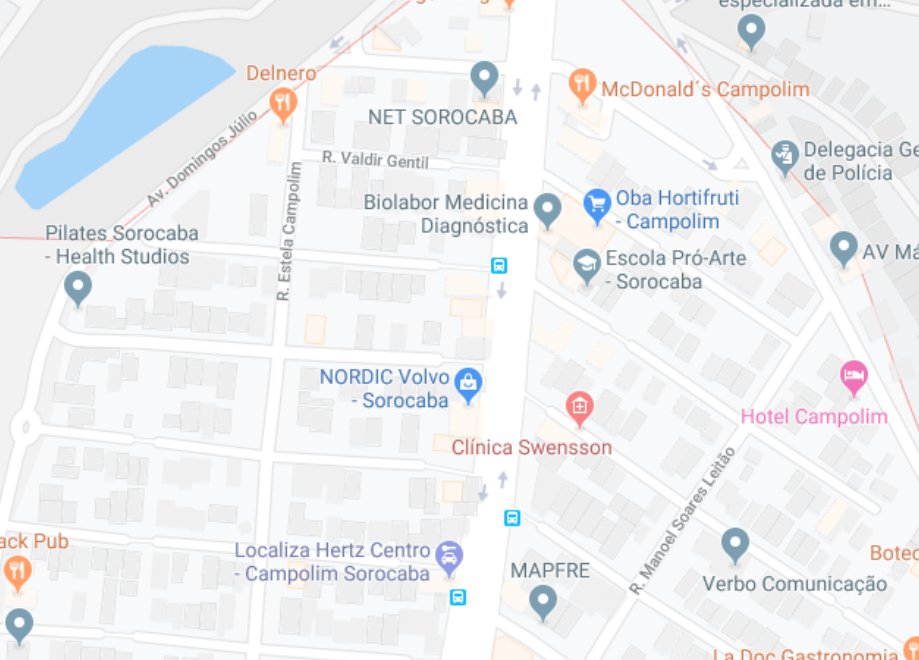 especializada em...
Delnero
McDonald´s Campolim
NET SOROCABA
Av. Domingos Júlio
R. Valdir Gentil
Delegacia Ge
de Polícia
R. Estela Campolim
Biolabor Medicina
Diagnóstica
Oba Hortifruti
- Campolim
Pilates Sorocaba
- Health Studios
AV Má
Escola Pró-Arte
- Sorocaba
NORDIC Volvo
- Sorocaba
Hotel Campolim
Clínica Swensson
R. Manoel Soares Leitão
ack Pub
Localiza Hertz Centro
- Campolim Sorocaba
MAPFRE
Botec
Verbo Comunicação
La Doc Gastronomia